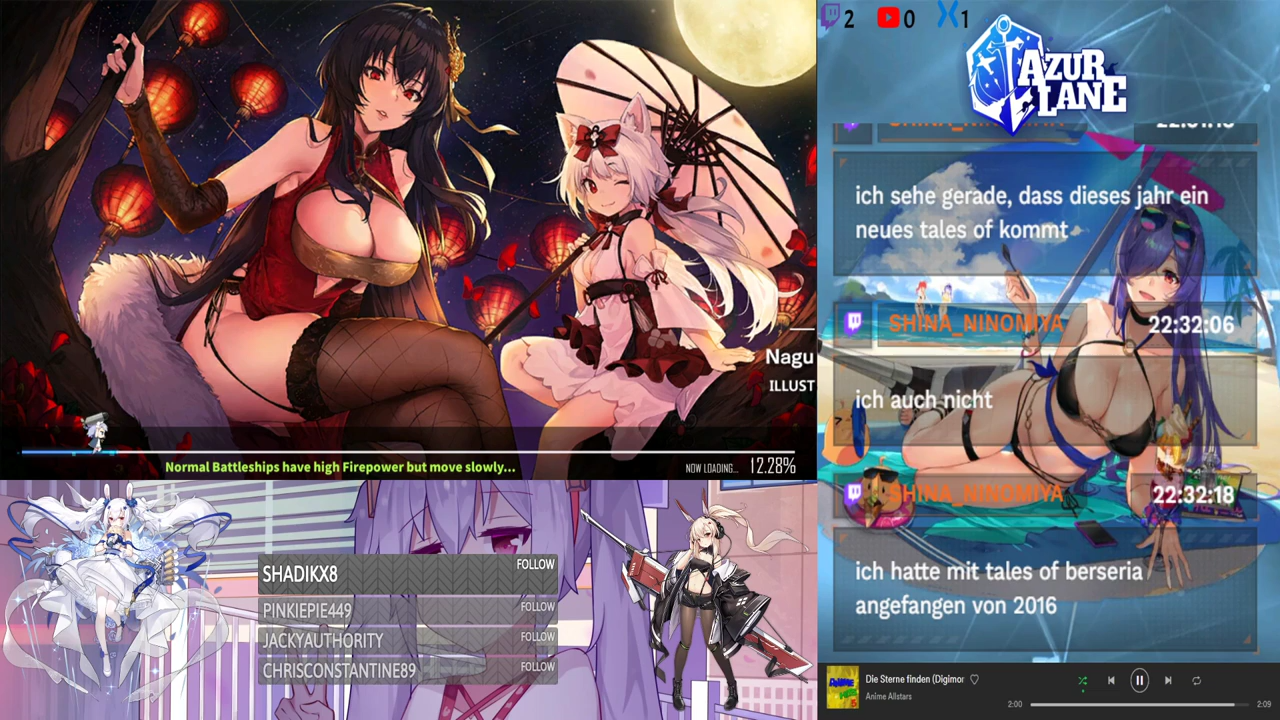 Nagu
ILLUST
Normal Battleships have high Firepower but move slowly...
NOW LOADING...
12.28%
SHADIKX8
FOLLOW
PINKIEPIE449
FOLLOW
JACKYAUTHORITY
FOLLOW
CHRISCONSTANTINE89
FOLLOW
2
0
1
AZUR
LANE
ich sehe gerade, dass dieses jahr ein
neues tales of kommt
SHINA_NINOMIYA
22:32:06
ich auch nicht
SHINA_NINOMIYA
22:32:18
ich hatte mit tales of berseria
angefangen von 2016
Die Sterne finden (Digimor
Anime Allstars
2:00
2:09